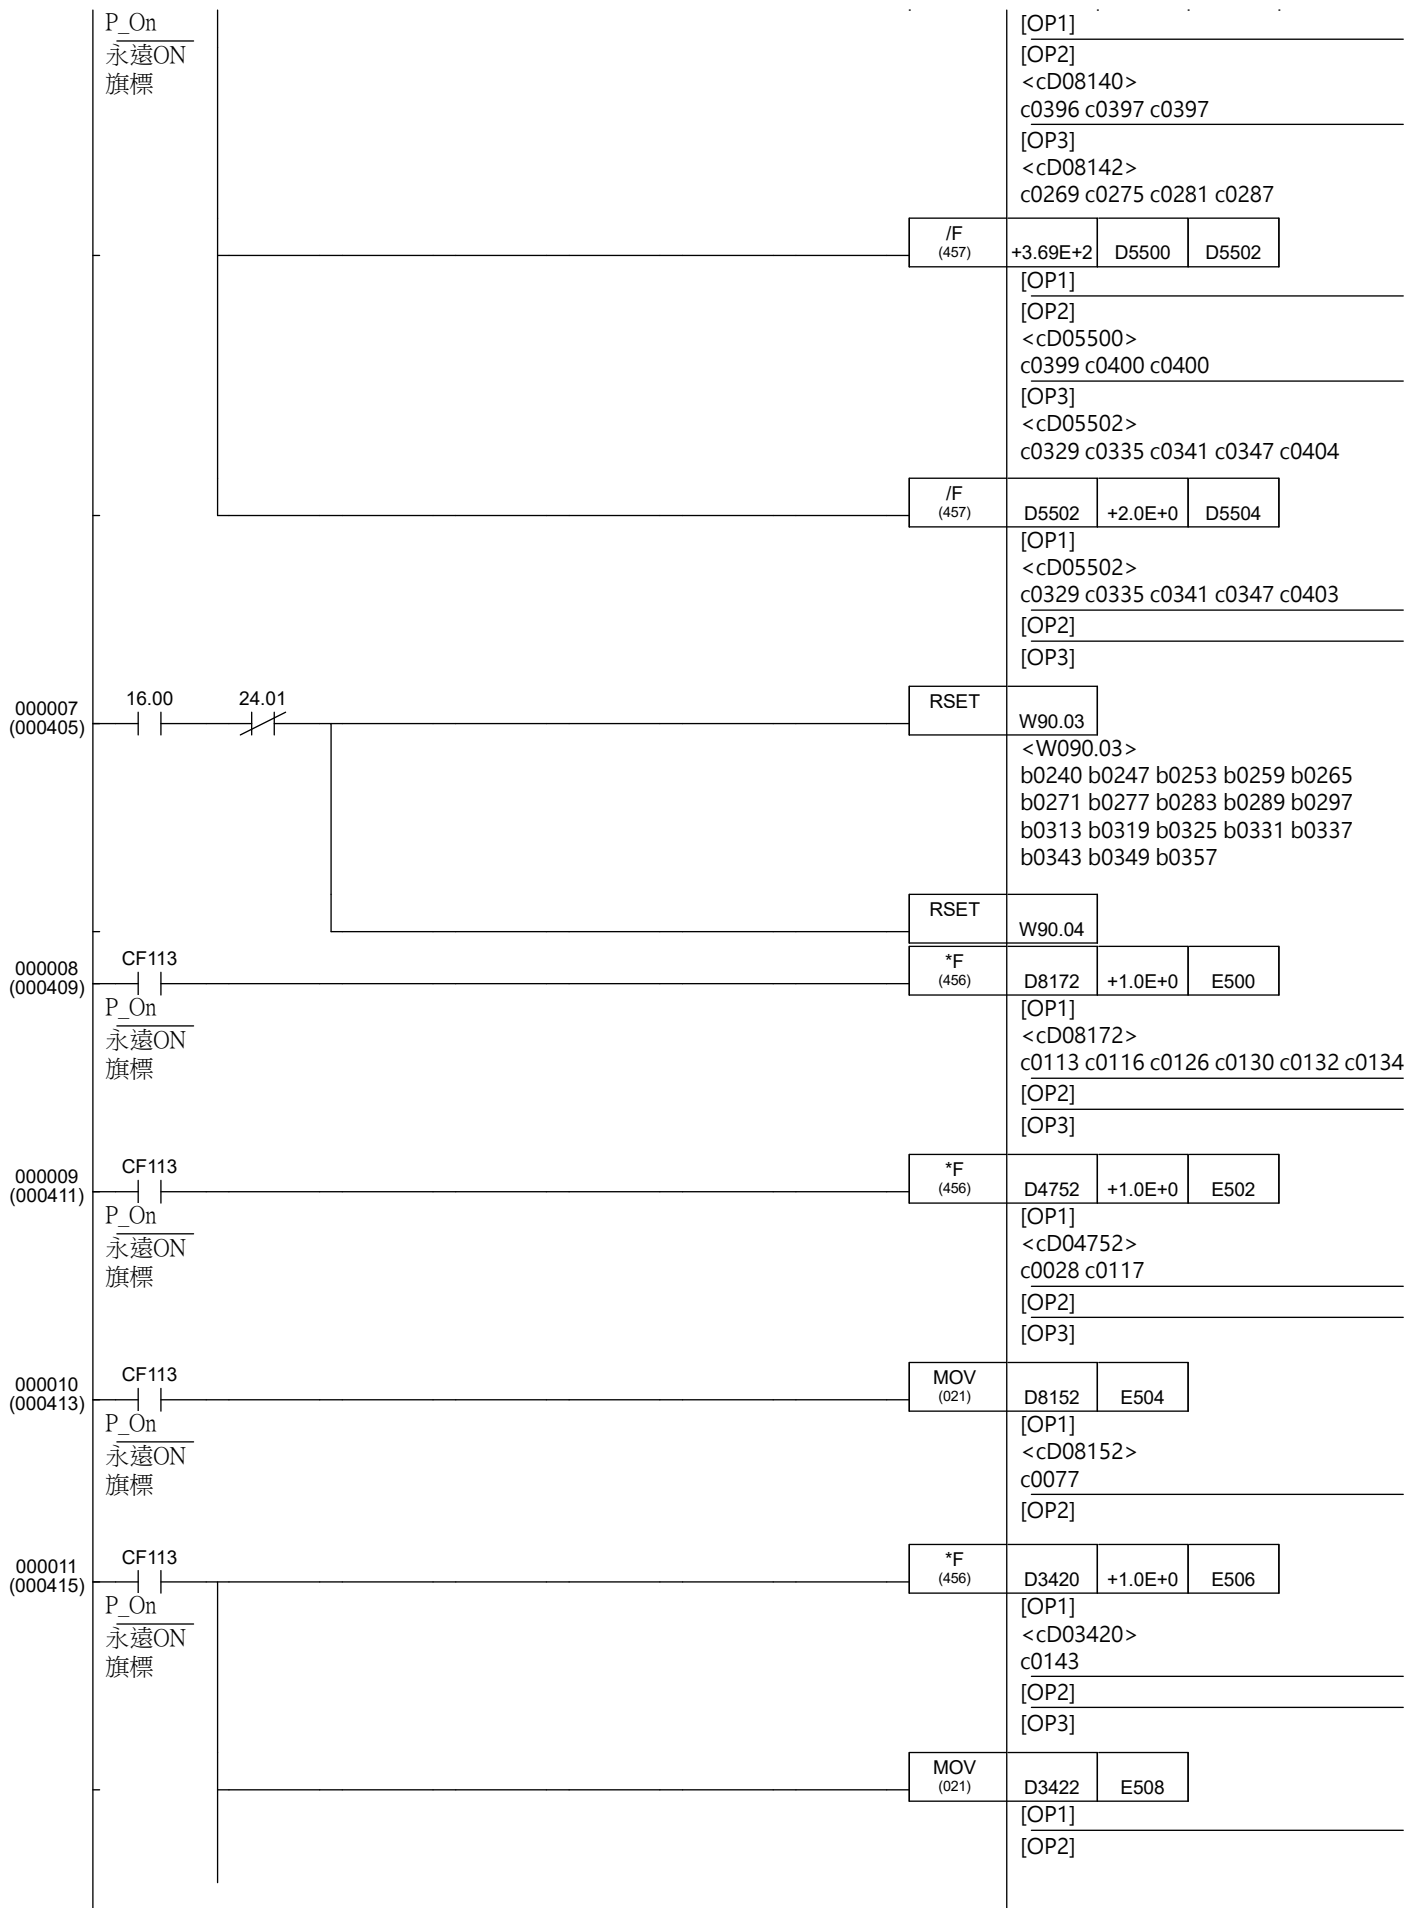 P_On
永遠ON
旗標
[OP1]
[OP2]
<cD08140>
c0396 c0397 c0397
[OP3]
<cD08142>
c0269 c0275 c0281 c0287
/F
(457)
+3.69E+2 D5500 D5502
[OP1]
[OP2]
<cD05500>
c0399 c0400 c0400
[OP3]
<cD05502>
c0329 c0335 c0341 c0347 c0404
/F
(457)
D5502 +2.0E+0 D5504
[OP1]
<cD05502>
c0329 c0335 c0341 c0347 c0403
[OP2]
[OP3]
000007
(000405)
16.00 24.01
RSET
W90.03
<W090.03>
b0240 b0247 b0253 b0259 b0265
b0271 b0277 b0283 b0289 b0297
b0313 b0319 b0325 b0331 b0337
b0343 b0349 b0357
RSET
W90.04
000008
(000409)
CF113
P_On
永遠ON
旗標
*F
(456)
D8172 +1.0E+0 E500
[OP1]
<cD08172>
c0113 c0116 c0126 c0130 c0132 c0134
[OP2]
[OP3]
000009
(000411)
CF113
P_On
永遠ON
旗標
*F
(456)
D4752 +1.0E+0 E502
[OP1]
<cD04752>
c0028 c0117
[OP2]
[OP3]
000010
(000413)
CF113
P_On
永遠ON
旗標
MOV
(021)
D8152 E504
[OP1]
<cD08152>
c0077
[OP2]
000011
(000415)
CF113
P_On
永遠ON
旗標
*F
(456)
D3420 +1.0E+0 E506
[OP1]
<cD03420>
c0143
[OP2]
[OP3]
MOV
(021)
D3422 E508
[OP1]
[OP2]